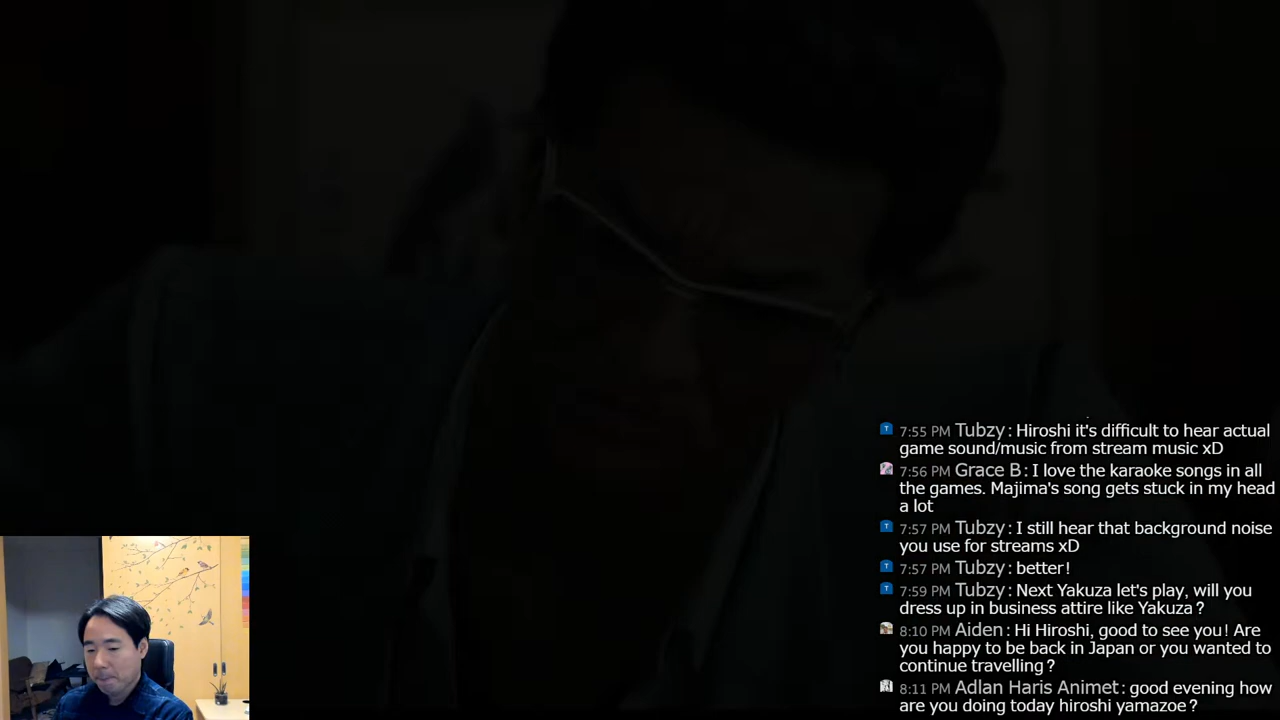 7:55 PM Tubzy: Hiroshi it's difficult to hear actual
game sound/music from stream music xD
7:56 PM Grace B: I love the karaoke songs in all
the games. Majima's song gets stuck in my head
a lot
7:57 PM Tubzy: I still hear that background noise
you use for streams xD
7:57 PM Tubzy: better!
7:59 PM Tubzy: Next Yakuza let's play, will you
dress up in business attire like Yakuza?
8:10 PM Aiden: Hi Hiroshi, good to see you! Are
you happy to be back in Japan or you wanted to
continue travelling?
8:11 PM Adlan Haris Animet: good evening how
are you doing today hiroshi yamazoe?